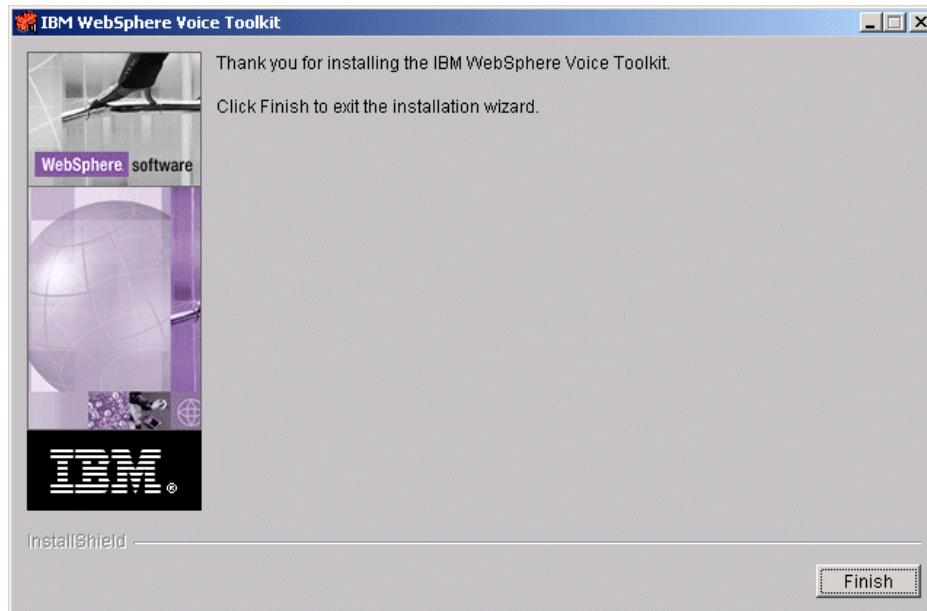 IBM WebSphere Voice Toolkit
Thank you for installing the IBM WebSphere Voice Toolkit.
Click Finish to exit the installation wizard.
WebSphere software
IBM®
InstallShield
Finish